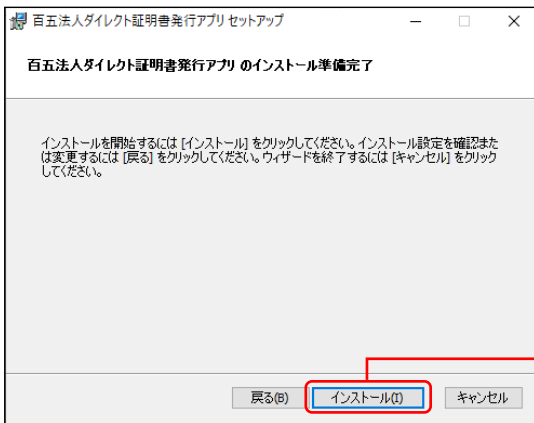 百五法人ダイレクト証明書発行アプリ セットアップ
百五法人ダイレクト証明書発行アプリ のインストール準備完了
インストールを開始するには [インストール] をクリックしてください。インストール設定を確認また
は変更するには [戻る] をクリックしてください。ウィザードを終了するには [キャンセル] をクリック
してください。
戻る(B) インストール(I) キャンセル